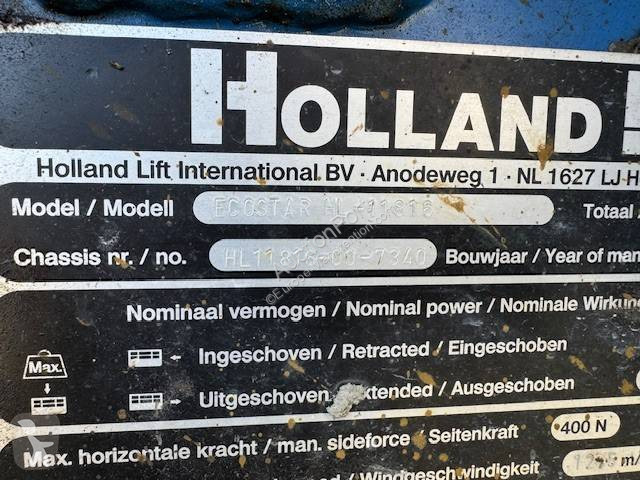 HOLLAND
Holland Lift International BV · Anodeweg 1 · NL 1627 LJ H
Model / Modell ECOSTAR HL-11816 Totaal
Chassis nr. / no. HL11816-00-7340 Bouwjaar / Year of man
Nominaal vermogen / Nominal power / Nominale Wirkun
Max. Ingeschoven / Retracted / Eingeschoben
Uitgeschoven / Extended / Ausgeschoben
Max. horizontale kracht / man. sideforce / Seitenkraft 400 N
Windgeschwindigkeit m/